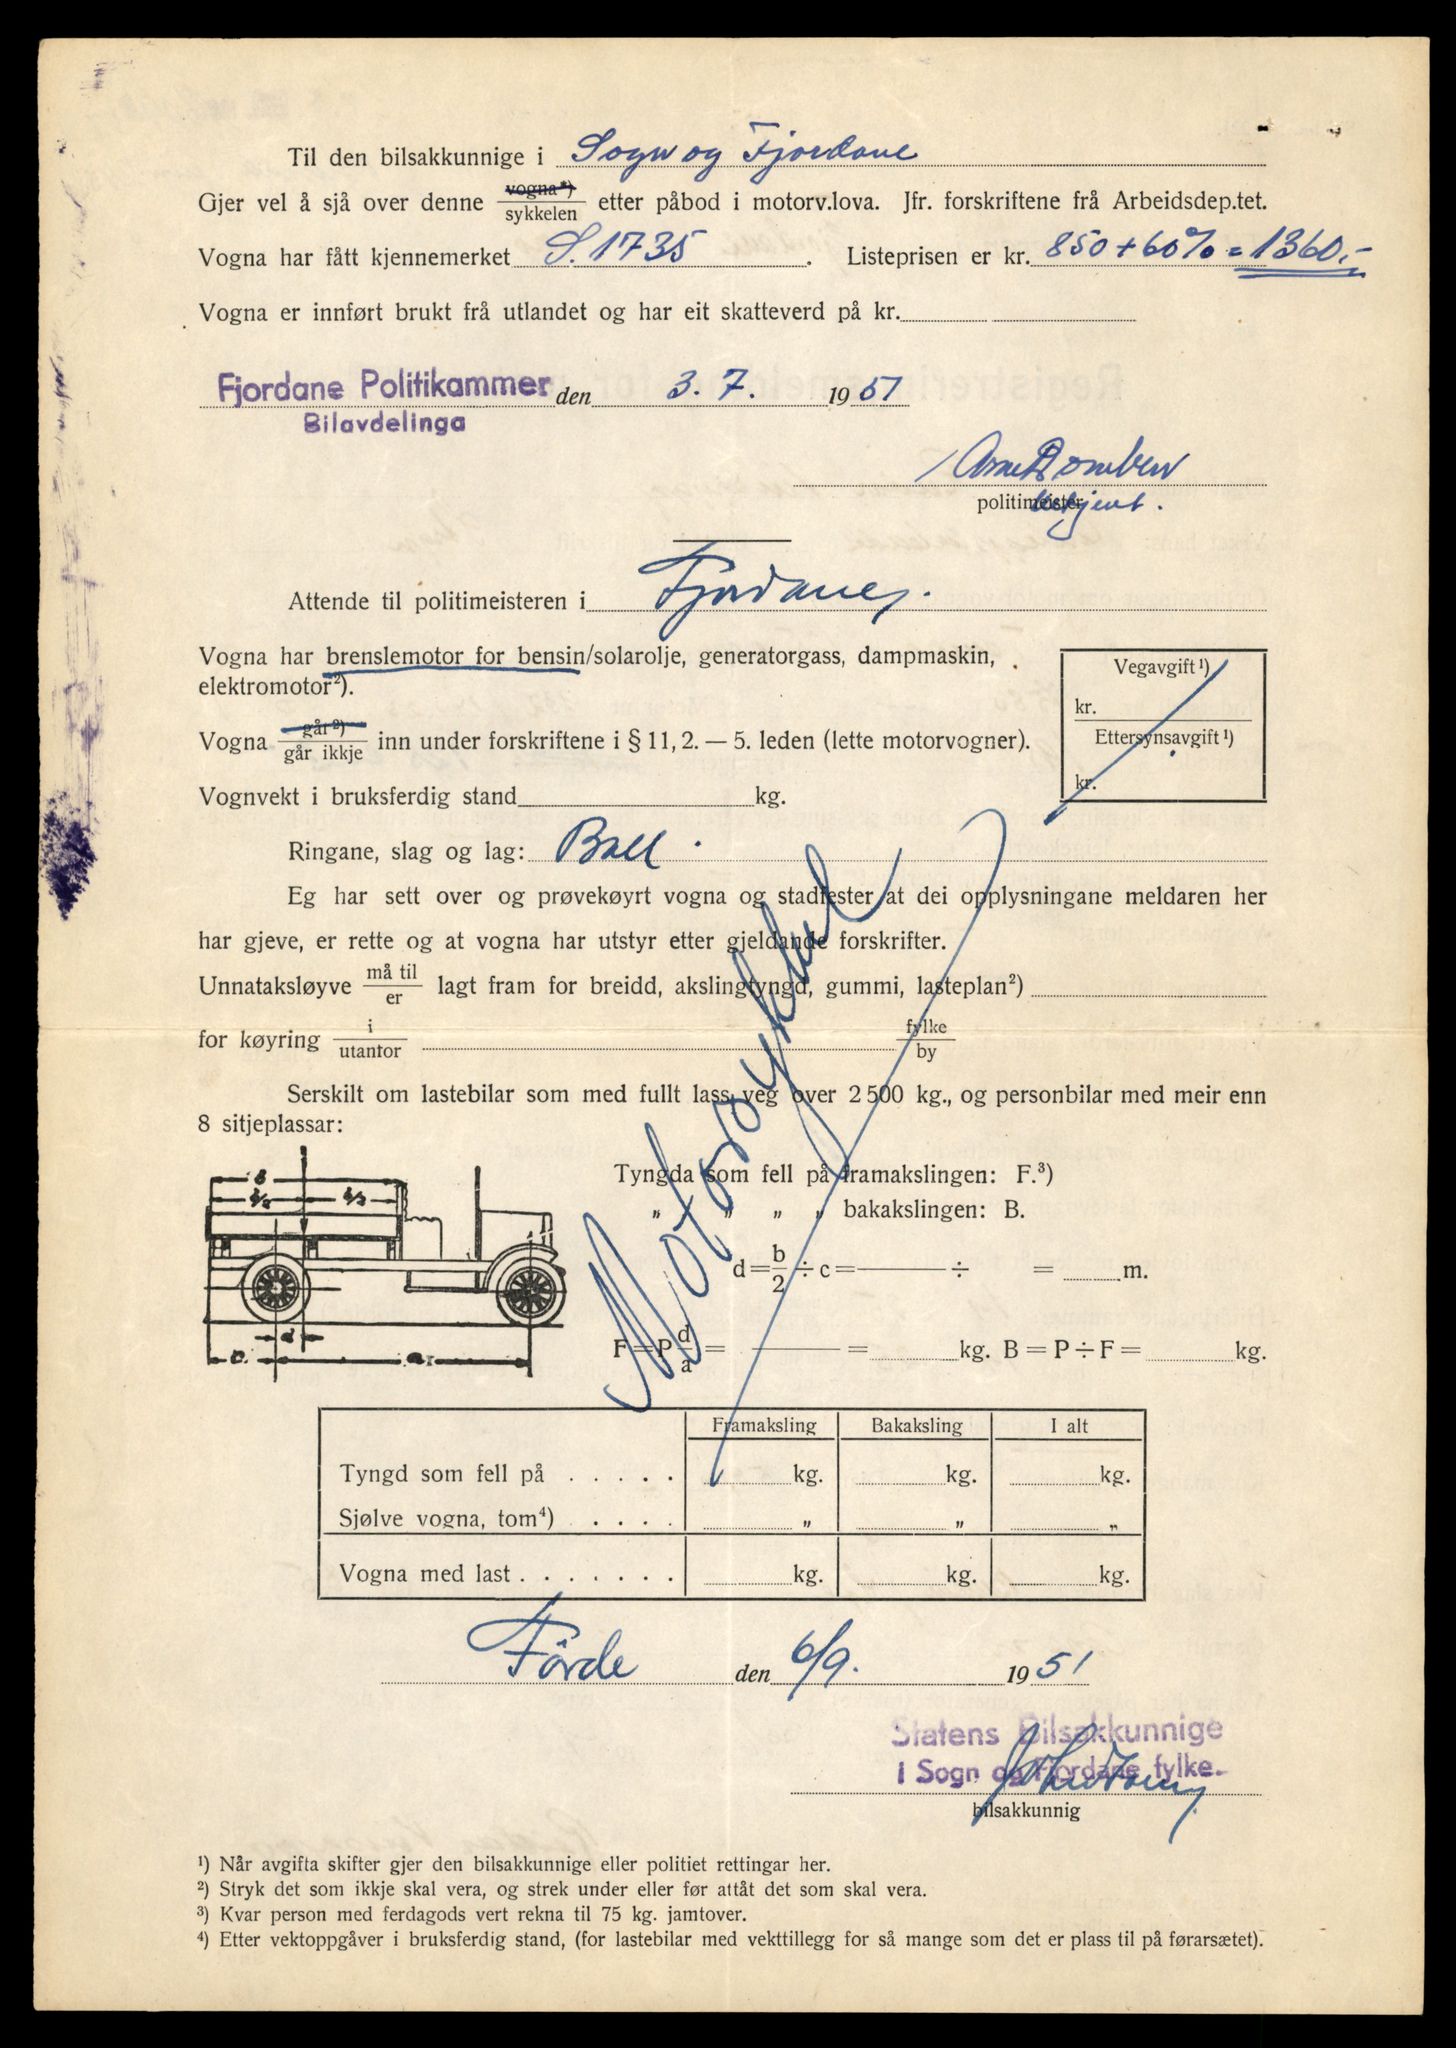 Til den bilsakkunnige i Sogn og Fjordane
Gjer vel å sjå over denne vogna*) sykkelen etter påbod i motorv.lova. Jfr. forskriftene frå Arbeidsdep.tet.
Vogna har fått kjennemerket S. 1735. Listeprisen er kr. 850 + 60% = 1360,-
Vogna er innført brukt frå utlandet og har eit skatteverd på kr.
Fjordane Politikammer den 3. 7. 1951
Bilavdelinga
politimeister
betjent.
Attende til politimeisteren i Fjordane,
Vogna har brenslemotor for bensin/solarolje, generatorgass, dampmaskin,
elektromotor²).
Vegavgift¹)
kr.
Ettersynsavgift¹)
kr.
Vogna går²) går ikkje inn under forskriftene i § 11, 2. — 5. leden (lette motorvogner).
Vognvekt i bruksferdig stand kg.
Ringane, slag og lag: Ball.
Eg har sett over og prøvekøyrt vogna og stadfester at dei opplysningane meldaren her
har gjeve, er rette og at vogna har utstyr etter gjeldande forskrifter.
Unnataksløyve må til er lagt fram for breidd, akslingtyngd, gummi, lasteplan²)
for køyring i utanfor fylke by
Motorsykkel
Serskilt om lastebilar som med fullt lass veg over 2 500 kg., og personbilar med meir enn
8 sitjeplassar:
Tyngda som fell på framakslingen: F.³)
„ „ „ „ bakakslingen: B.
d = b/2 ÷ c = ——— ÷ = m.
F = P d/a = ——— = kg. B = P ÷ F = kg.
Framaksling Bakaksling I alt
Tyngd som fell på . . . . . kg. kg. kg.
Sjølve vogna, tom⁴) . . . . „ „ „
Vogna med last . . . . . . . kg. kg. kg.
Førde den 6/9. 1951
Statens Bilsakkunnige
i Sogn og Fjordane fylke.
bilsakkunnig
¹) Når avgifta skifter gjer den bilsakkunnige eller politiet rettingar her.
²) Stryk det som ikkje skal vera, og strek under eller før attåt det som skal vera.
³) Kvar person med ferdagods vert rekna til 75 kg. jamtover.
⁴) Etter vektoppgåver i bruksferdig stand, (for lastebilar med vekttillegg for så mange som det er plass til på førarsætet).